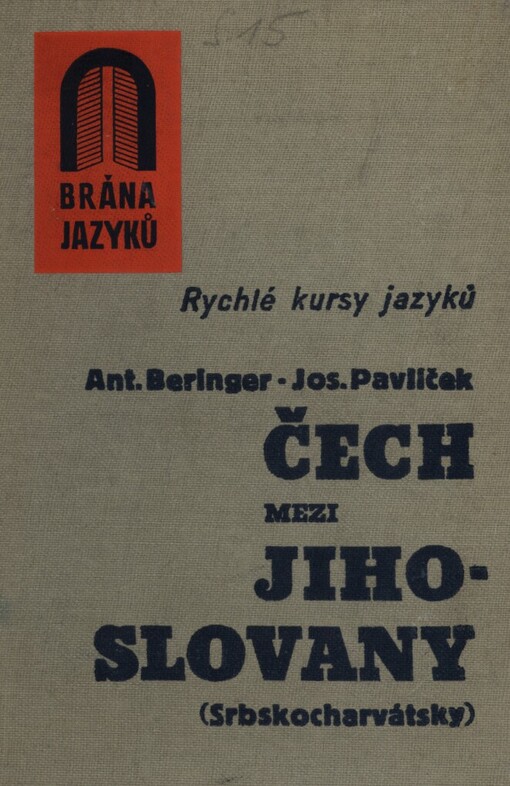 S.15
BRÁNA
JAZYKŮ
Rychlé kursy jazyků
Ant. Beringer - Jos. Pavlíček
ČECH
MEZI
JIHO-
SLOVANY
(Srbskocharvátsky)